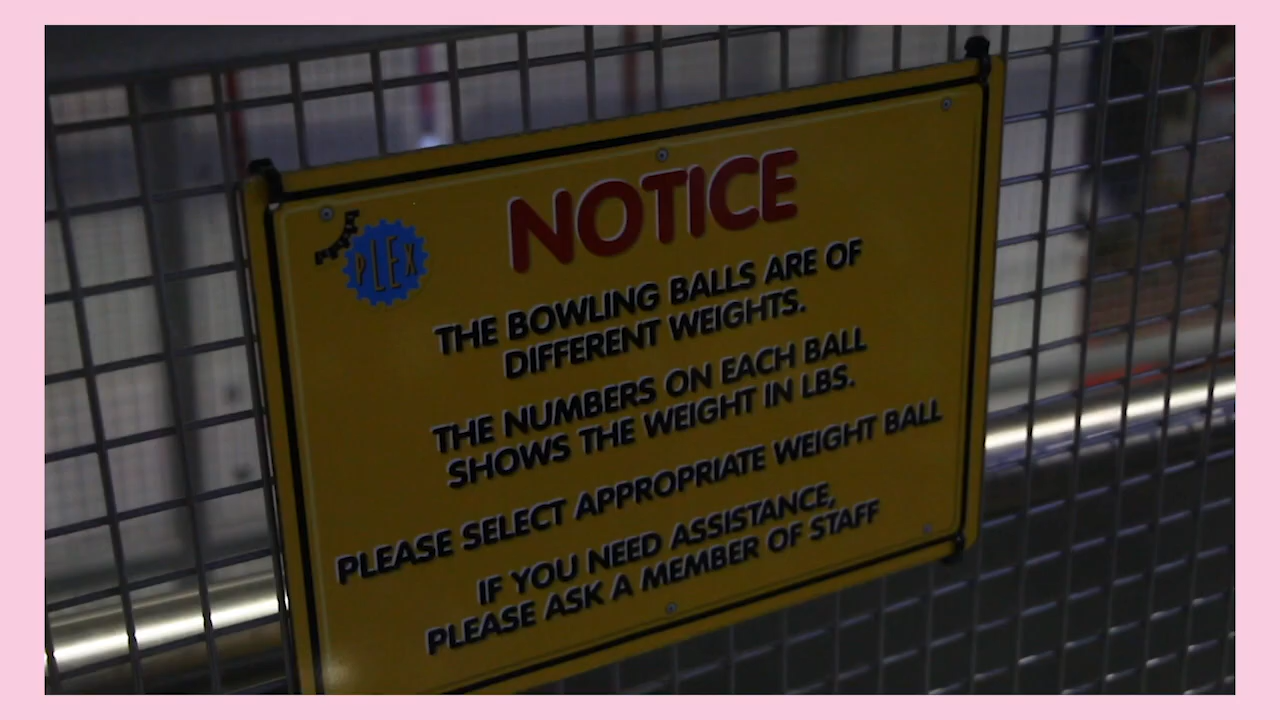 PLEX
NOTICE
THE BOWLING BALLS ARE OF
DIFFERENT WEIGHTS.
THE NUMBERS ON EACH BALL
SHOWS THE WEIGHT IN LBS.
PLEASE SELECT APPROPRIATE WEIGHT BALL
IF YOU NEED ASSISTANCE,
PLEASE ASK A MEMBER OF STAFF